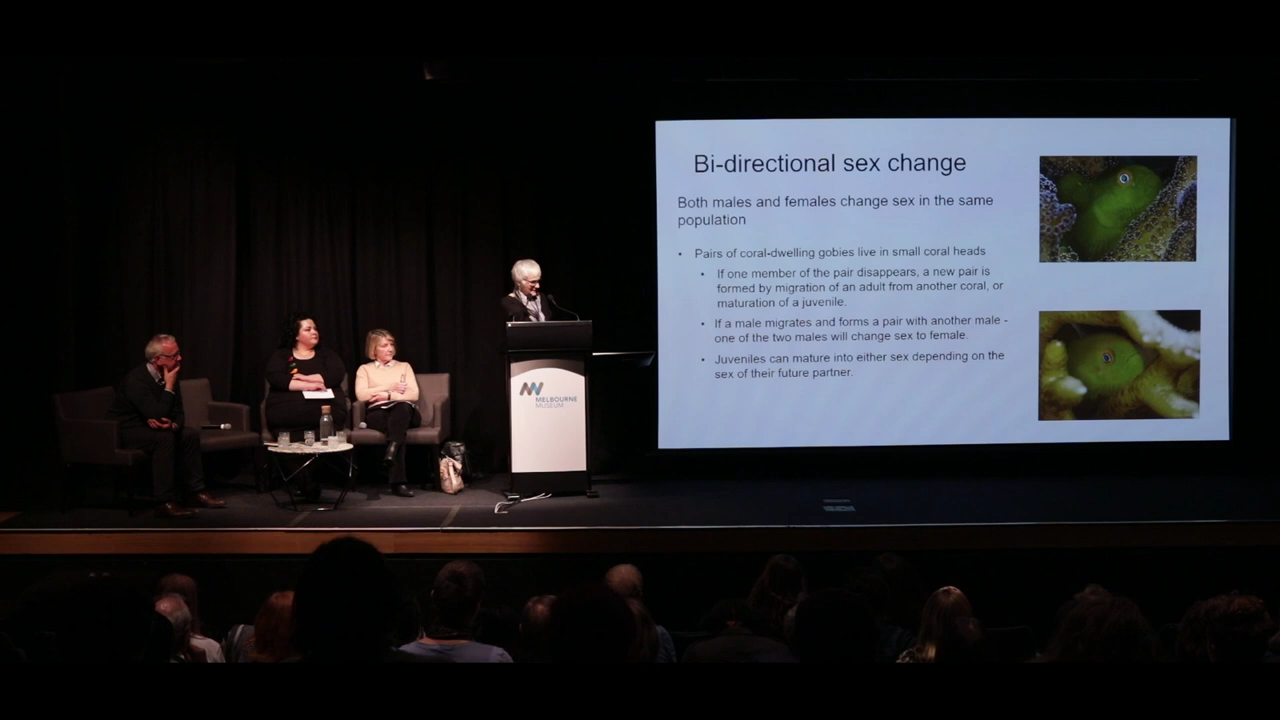 Bi-directional sex change
Both males and females change sex in the same
population
• Pairs of coral-dwelling gobies live in small coral heads
• If one member of the pair disappears, a new pair is
formed by migration of an adult from another coral, or
maturation of a juvenile.
• If a male migrates and forms a pair with another male -
one of the two males will change sex to female.
• Juveniles can mature into either sex depending on the
sex of their future partner.
MELBOURNE
MUSEUM